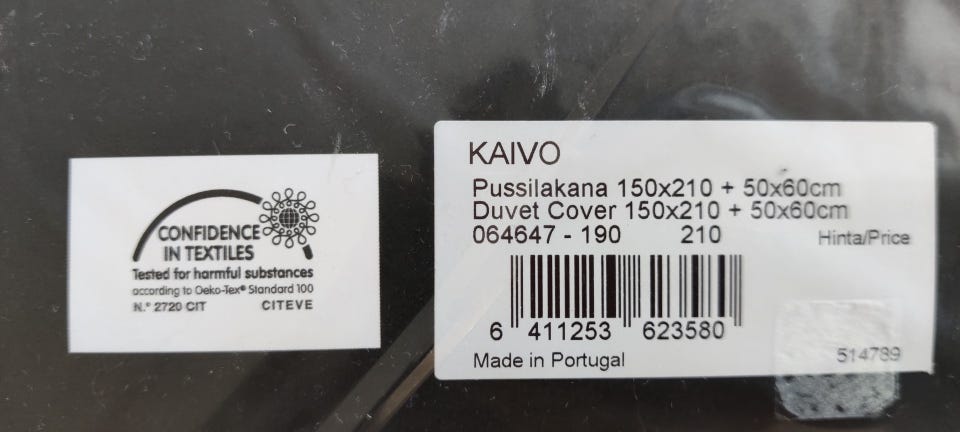 CONFIDENCE
IN TEXTILES
Tested for harmful substances
according to Oeko-Tex® Standard 100
N.º 2720 CIT CITEVE
KAIVO
Pussilakana 150x210 + 50x60cm
Duvet Cover 150x210 + 50x60cm
064647 - 190 210 Hinta/Price
6 411253 623580
Made in Portugal 514789